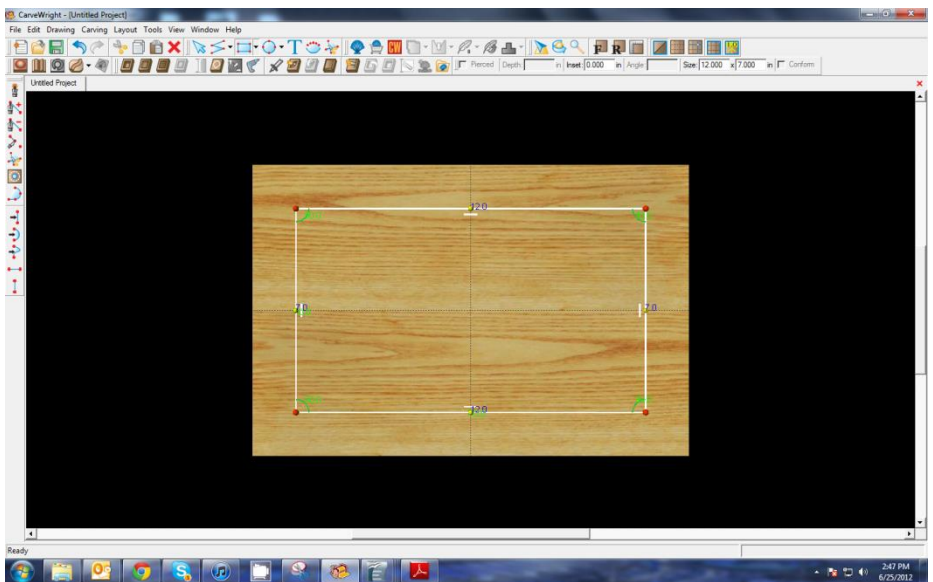 CarveWright - [Untitled Project]
File Edit Drawing Carving Layout Tools View Window Help
T CW F R
Pierced Depth: in Inset: 0.000 in Angle: Size: 12.000 x 7.000 in Conform
Untitled Project
12.0
7.0 7.0
12.0
Ready
2:47 PM
6/25/2012